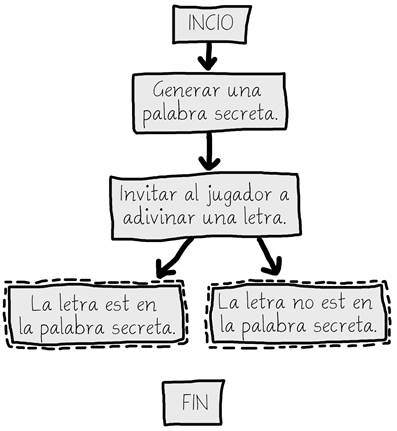 INCIO
Generar una
palabra secreta.
Invitar al jugador a
adivinar una letra.
La letra est en
la palabra secreta.
La letra no est en
la palabra secreta.
FIN